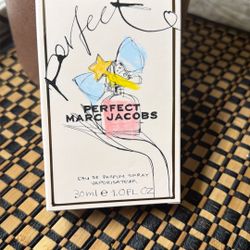 perfect
PERFECT
MARC JACOBS
EAU DE PARFUM SPRAY
VAPORISATEUR
30ml e 1.0FL OZ